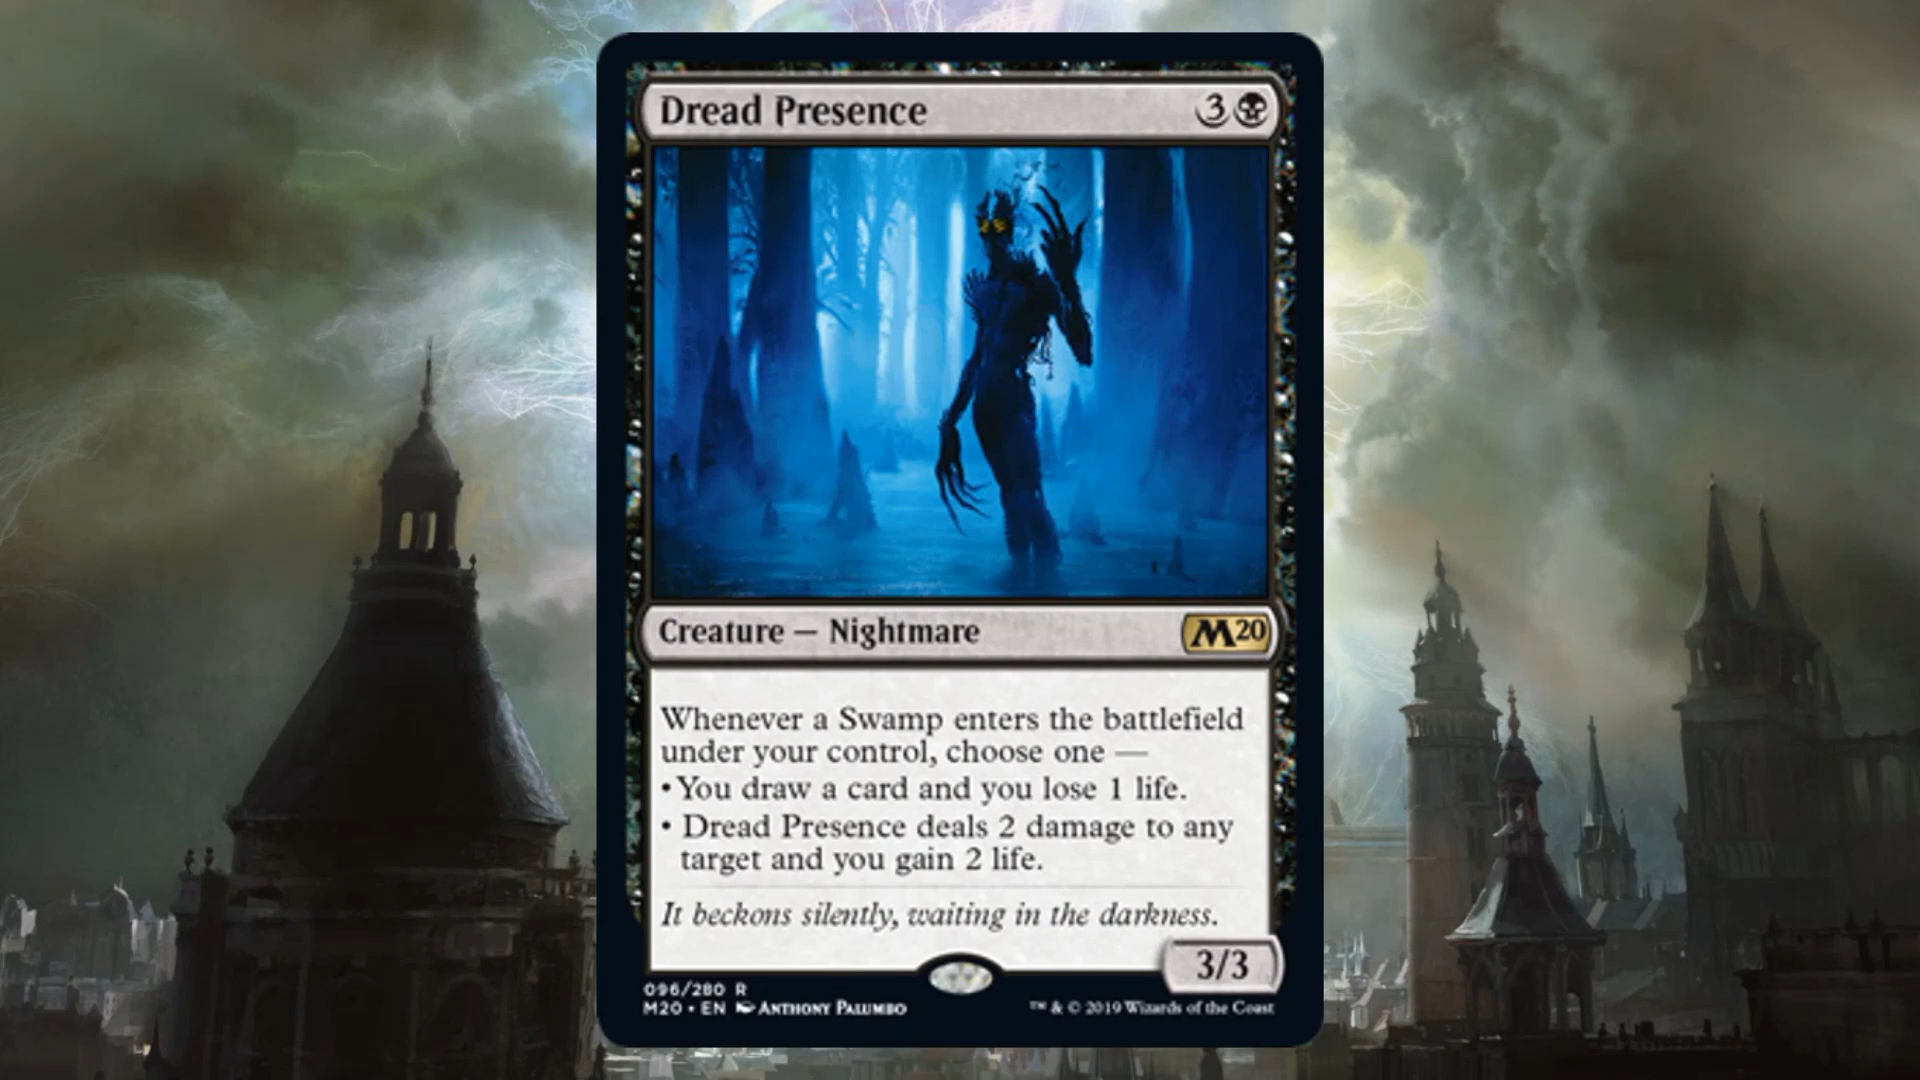 Dread Presence 3
Creature — Nightmare M20
Whenever a Swamp enters the battlefield
under your control, choose one —
• You draw a card and you lose 1 life.
• Dread Presence deals 2 damage to any
target and you gain 2 life.
It beckons silently, waiting in the darkness.
3/3
096/280 R
M20 • EN Anthony Palumbo
™ & © 2019 Wizards of the Coast